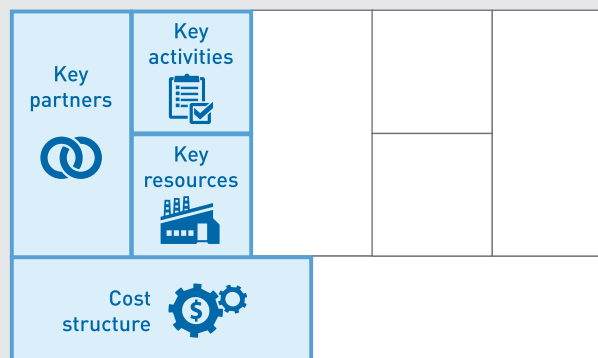 Key
partners
Key
activities
Key
resources
Cost
structure
$